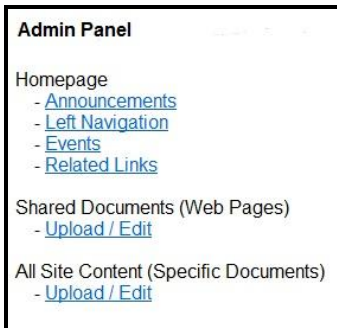 Admin Panel
Homepage
- Announcements
- Left Navigation
- Events
- Related Links
Shared Documents (Web Pages)
- Upload / Edit
All Site Content (Specific Documents)
- Upload / Edit